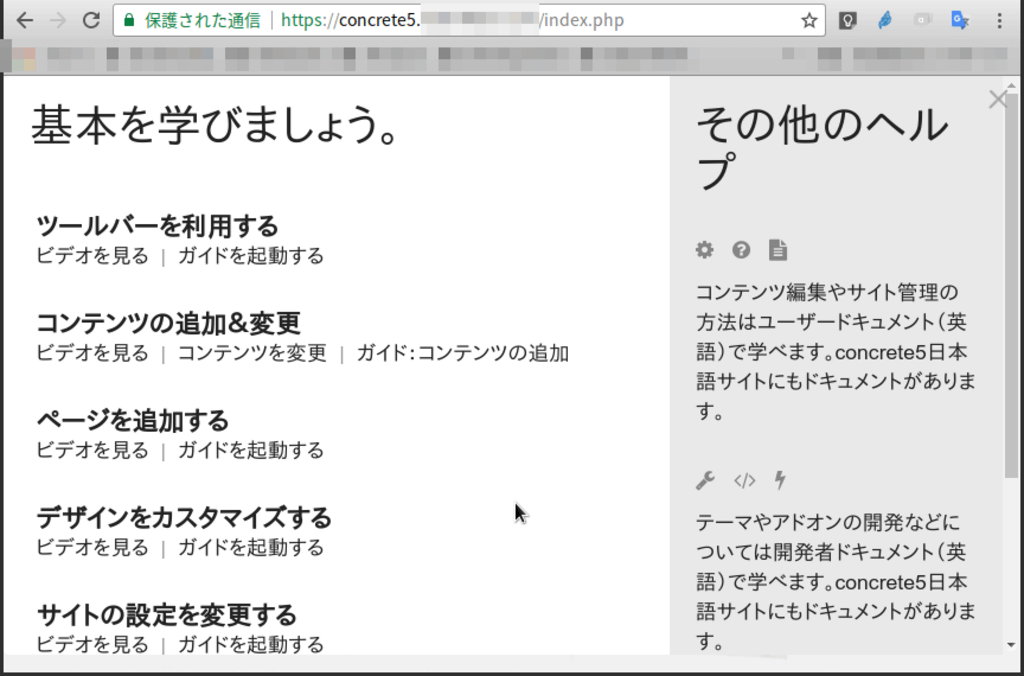 保護された通信 https://concrete5. /index.php
基本を学びましょう。
ツールバーを利用する
ビデオを見る | ガイドを起動する
コンテンツの追加&変更
ビデオを見る | コンテンツを変更 | ガイド：コンテンツの追加
ページを追加する
ビデオを見る | ガイドを起動する
デザインをカスタマイズする
ビデオを見る | ガイドを起動する
サイトの設定を変更する
ビデオを見る | ガイドを起動する
その他のヘル
プ
コンテンツ編集やサイト管理の
方法はユーザードキュメント（英
語）で学べます。concrete5日本
語サイトにもドキュメントがありま
す。
テーマやアドオンの開発などに
ついては開発者ドキュメント（英
語）で学べます。concrete5日本
語サイトにもドキュメントがありま
す。